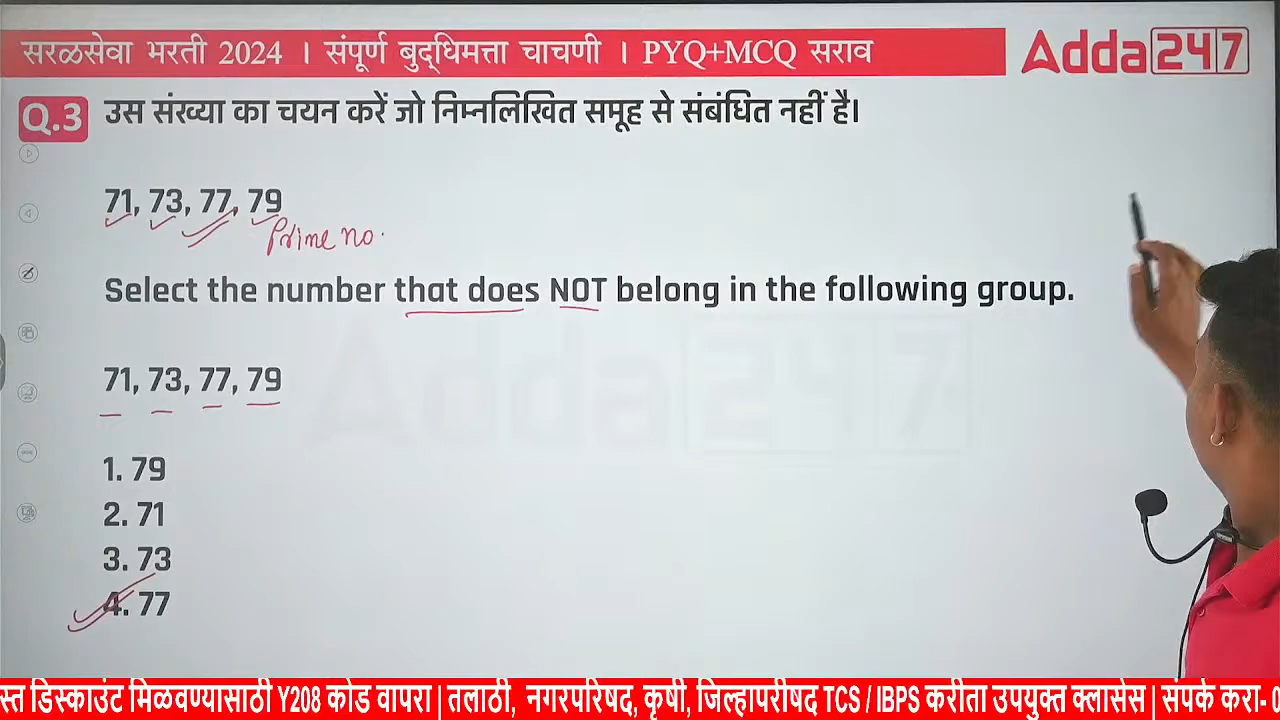 सरळसेवा भरती 2024 । संपूर्ण बुद्धिमत्ता चाचणी । PYQ+MCQ सराव
Adda247
Q.3 उस संख्या का चयन करें जो निम्नलिखित समूह से संबंधित नहीं है।
71, 73, 77, 79
Prime no.
Select the number that does NOT belong in the following group.
71, 73, 77, 79
1. 79
2. 71
3. 73
4. 77
स्त डिस्काउंट मिळवण्यासाठी Y208 कोड वापरा | तलाठी, नगरपरिषद, कृषी, जिल्हापरीषद TCS / IBPS करीता उपयुक्त क्लासेस | संपर्क करा- 0